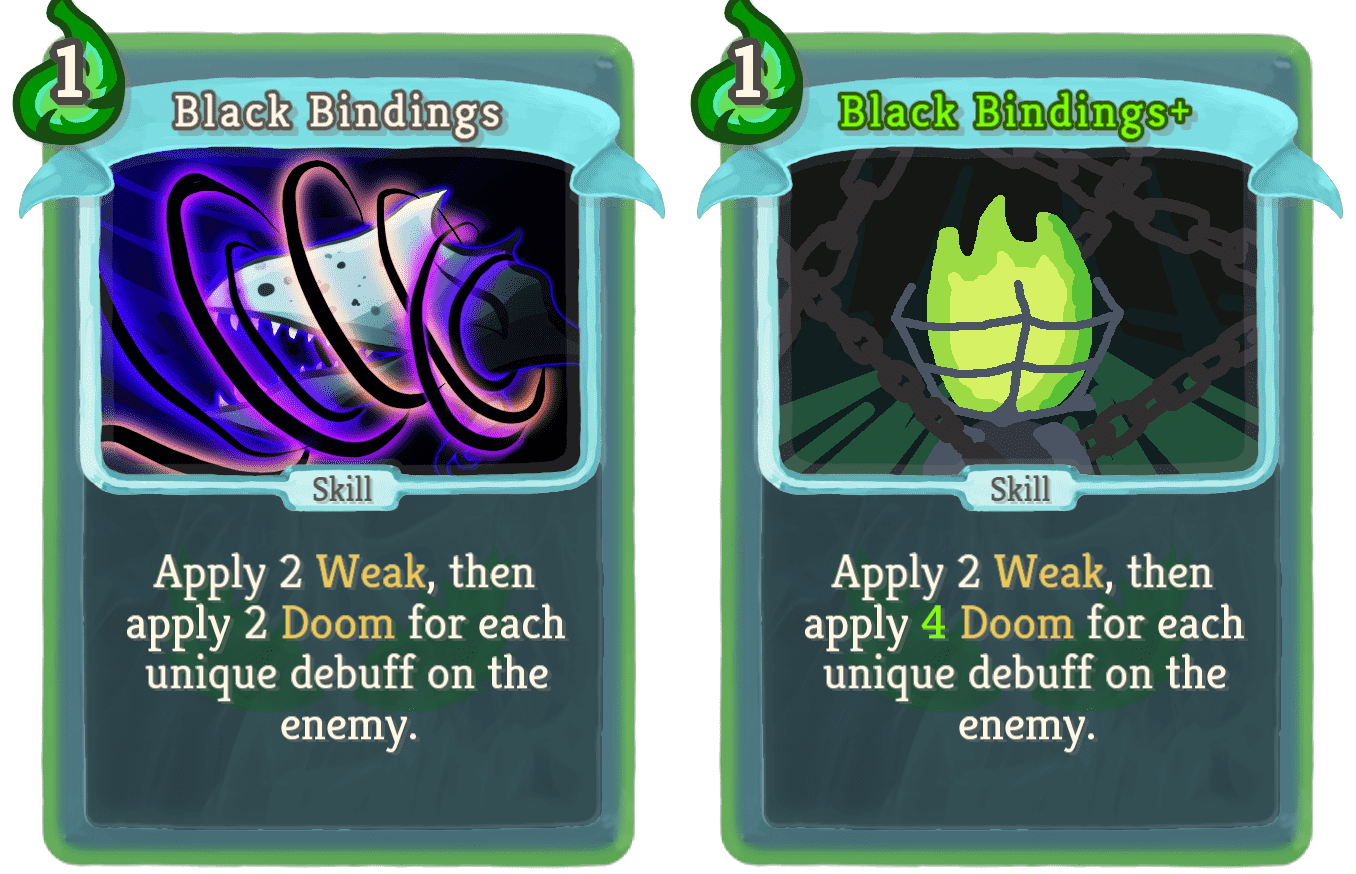 1
Black Bindings
Skill
Apply 2 Weak, then
apply 2 Doom for each
unique debuff on the
enemy.
1
Black Bindings+
Skill
Apply 2 Weak, then
apply 4 Doom for each
unique debuff on the
enemy.